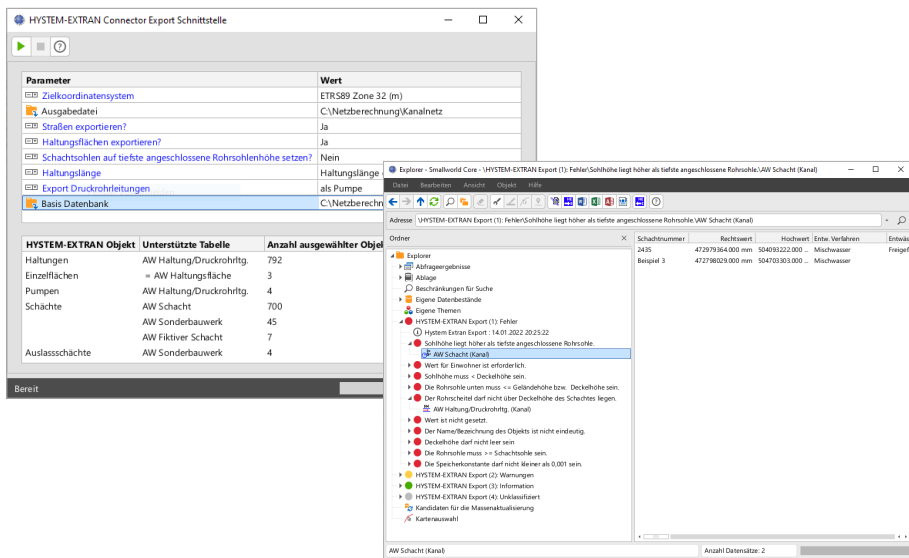 HYSTEM-EXTRAN Connector Export Schnittstelle
Parameter Wert
Zielkoordinatensystem ETRS89 Zone 32 (m)
Ausgabedatei C:\Netzberechnung\Kanalnetz
Straßen exportieren? Ja
Haltungsflächen exportieren? Ja
Schachtsohlen auf tiefste angeschlossene Rohrsohlenhöhe setzen? Nein
Haltungslänge Haltungslänge
Export Druckrohrleitungen als Pumpe
Basis Datenbank C:\Netzberechn
HYSTEM-EXTRAN Objekt Unterstützte Tabelle Anzahl ausgewählter Objek
Haltungen AW Haltung/Druckrohrltg. 792
Einzelflächen = AW Haltungsfläche 3
Pumpen AW Haltung/Druckrohrltg. 4
Schächte AW Schacht 700
AW Sonderbauwerk 45
AW Fiktiver Schacht 7
Auslassschächte AW Sonderbauwerk 4
Bereit
Explorer - Smallworld Core - \HYSTEM-EXTRAN Export (1): Fehler\Sohlhöhe liegt höher als tiefste angeschlossene Rohrsohle.\AW Schacht (Kanal)
Datei Bearbeiten Ansicht Objekt Hilfe
Adresse \HYSTEM-EXTRAN Export (1): Fehler\Sohlhöhe liegt höher als tiefste angeschlossene Rohrsohle.\AW Schacht (Kanal)
Ordner
Explorer
Abfrageergebnisse
Ablage
Beschränkungen für Suche
Eigene Datenbestände
Eigene Themen
HYSTEM-EXTRAN Export (1): Fehler
Hystem Extran Export : 14.01.2022 20:25:22
Sohlhöhe liegt höher als tiefste angeschlossene Rohrsohle.
AW Schacht (Kanal)
Wert für Einwohner ist erforderlich.
Sohlhöhe muss < Deckelhöhe sein.
Die Rohrsohle unten muss <= Geländehöhe bzw. Deckelhöhe sein.
Der Rohrscheitel darf nicht über Deckelhöhe des Schachtes liegen.
AW Haltung/Druckrohrltg. (Kanal)
Wert ist nicht gesetzt.
Der Name/Bezeichnung des Objekts ist nicht eindeutig.
Deckelhöhe darf nicht leer sein
Die Rohrsohle muss >= Schachtsohle sein.
Die Speicherkonstante darf nicht kleiner als 0,001 sein.
HYSTEM-EXTRAN Export (2): Warnungen
HYSTEM-EXTRAN Export (3): Information
HYSTEM-EXTRAN Export (4): Unklassifiziert
Kandidaten für die Massenaktualisierung
Kartenauswahl
Schachtnummer Rechtswert Hochwert Entw. Verfahren Entwäs
2435 472979364.000 mm 504093222.000 ... Mischwasser Freigef
Beispiel 3 472798029.000 mm 504703303.000 ... Mischwasser
AW Schacht (Kanal) Anzahl Datensätze: 2